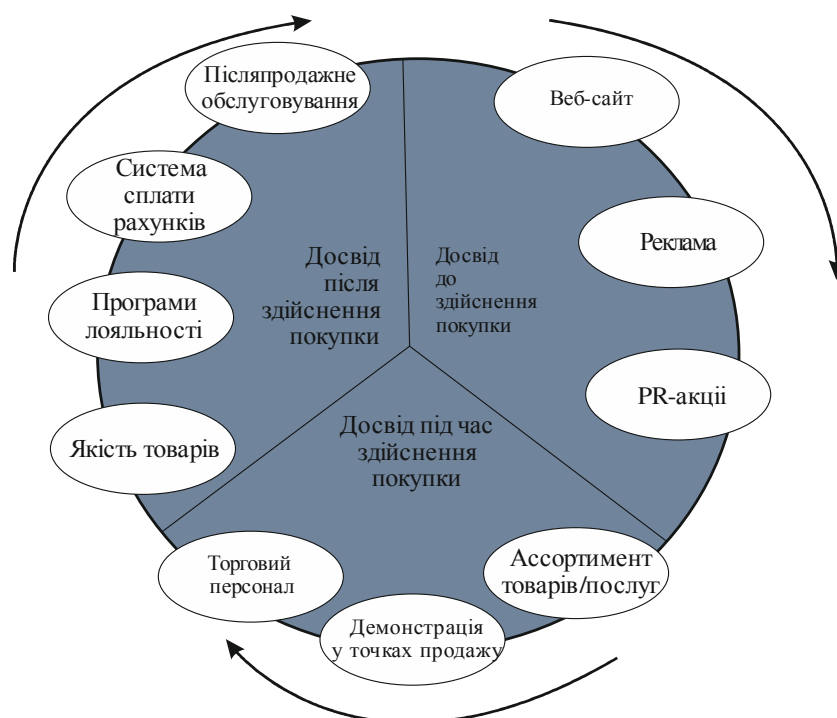 Післяпродажне
обслуговування
Веб-сайт
Система
сплати
рахунків
Реклама
Досвід
після
здійснення
покупки
Досвід
до
здійснення
покупки
Програми
лояльності
PR-акціі
Досвід під час
здійснення
покупки
Якість товарів
Торговий
персонал
Ассортимент
товарів/послуг
Демонстрація
у точках продажу